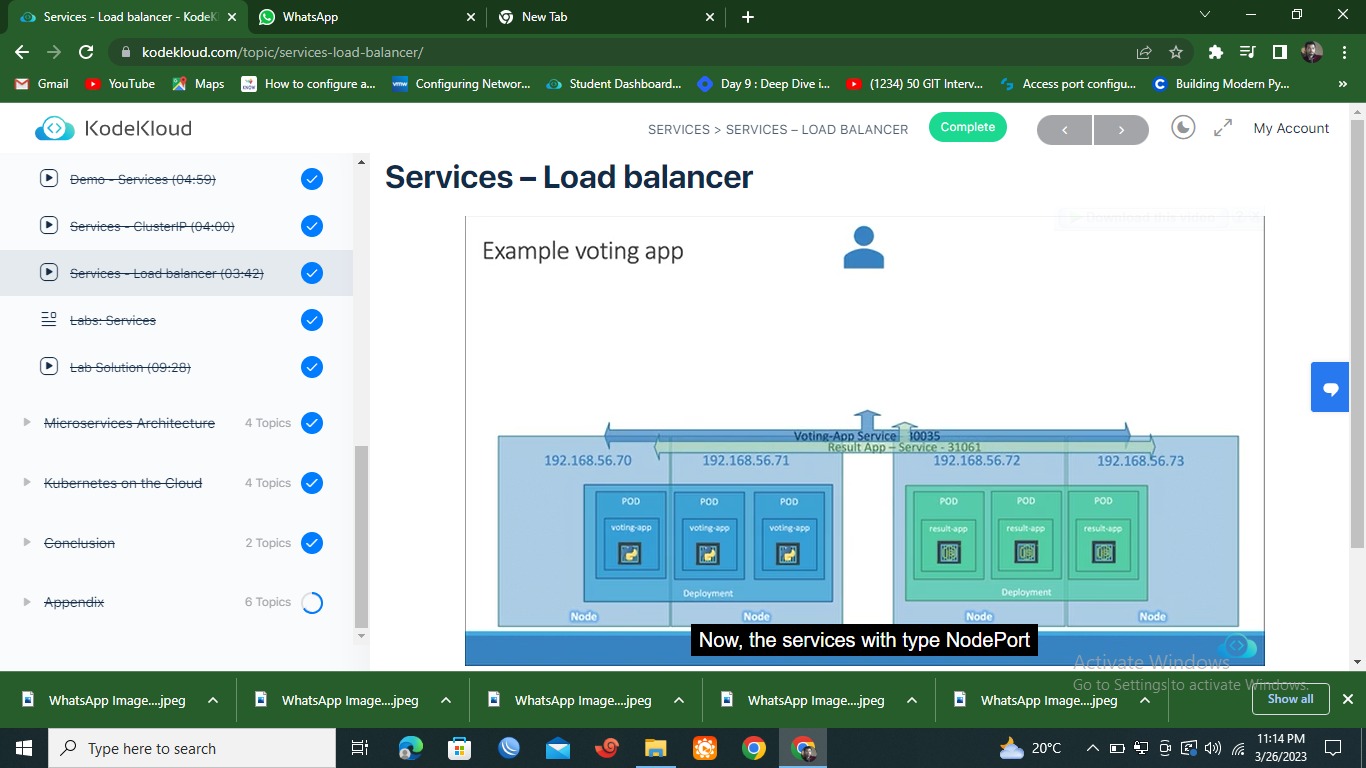 Services - Load balancer - KodeK
WhatsApp
New Tab
kodekloud.com/topic/services-load-balancer/
Gmail
YouTube
Maps
How to configure a...
Configuring Networ...
Student Dashboard...
Day 9 : Deep Dive i...
(1234) 50 GIT Interv...
Access port configu...
Building Modern Py...
KodeKloud
SERVICES > SERVICES – LOAD BALANCER
Complete
My Account
Demo - Services (04:59)
Services - ClusterIP (04:00)
Services - Load balancer (03:42)
Labs: Services
Lab Solution (09:28)
Microservices Architecture 4 Topics
Kubernetes on the Cloud 4 Topics
Conclusion 2 Topics
Appendix 6 Topics
Services – Load balancer
Example voting app
Voting-App Service 30035
Result App – Service - 31061
192.168.56.70 192.168.56.71 192.168.56.72 192.168.56.73
POD POD POD POD POD POD
voting-app voting-app voting-app result-app result-app result-app
Deployment Deployment
Node Node Node Node
Now, the services with type NodePort
Activate Windows
Go to Settings to activate Windows.
WhatsApp Image....jpeg
WhatsApp Image....jpeg
WhatsApp Image....jpeg
WhatsApp Image....jpeg
WhatsApp Image....jpeg
Show all
Type here to search
20°C
11:14 PM
3/26/2023